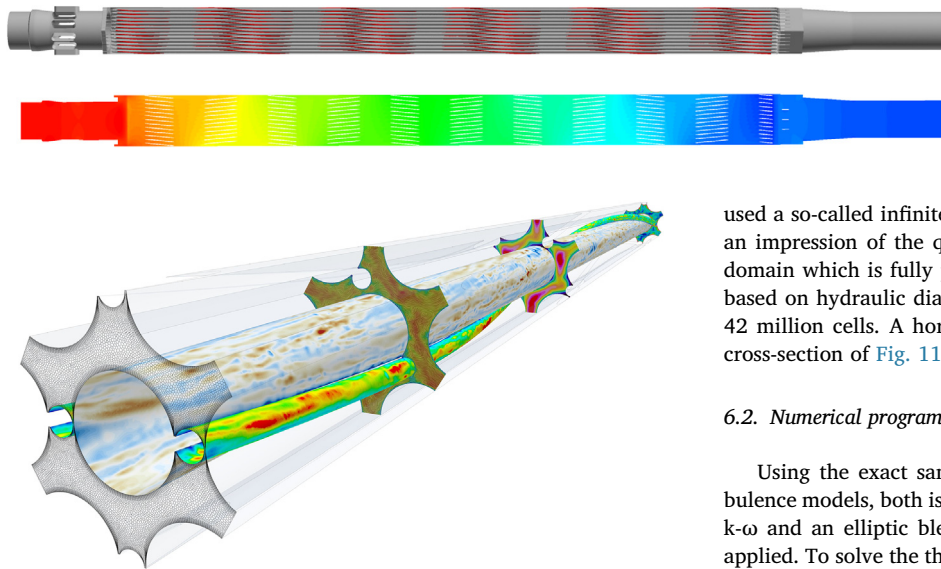 used a so-called infinite
an impression of the q
domain which is fully
based on hydraulic dia
42 million cells. A hor
cross-section of Fig. 11
6.2. Numerical program
Using the exact sar
bulence models, both is
k-ω and an elliptic ble
applied. To solve the th